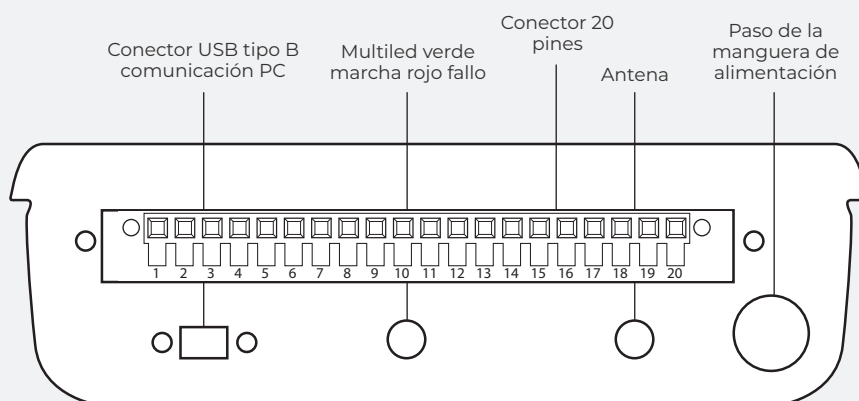 Conector USB tipo B
comunicación PC
Multiled verde
marcha rojo fallo
Conector 20
pines
Antena
Paso de la
manguera de
alimentación
1 2 3 4 5 6 7 8 9 10 11 12 13 14 15 16 17 18 19 20